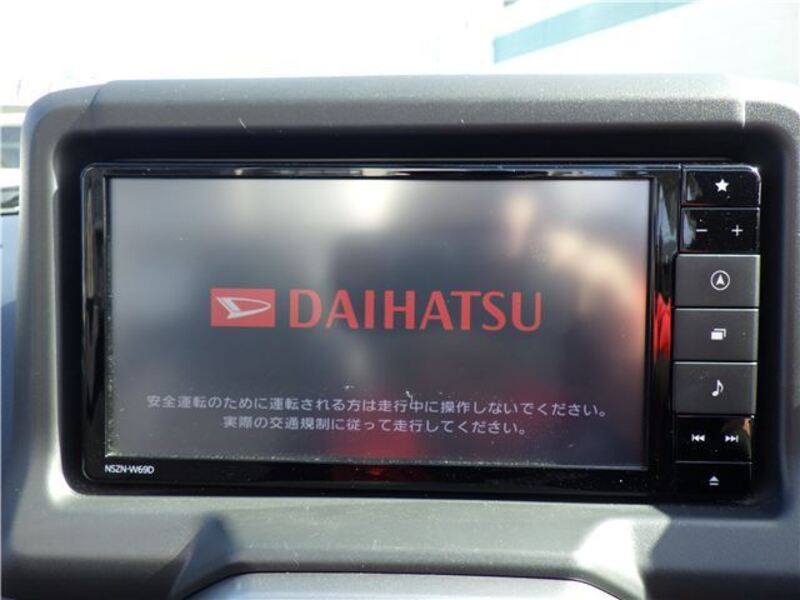 DAIHATSU
安全運転のために運転される方は走行中に操作しないでください。
実際の交通規制に従って走行してください。
NSZN-W69D